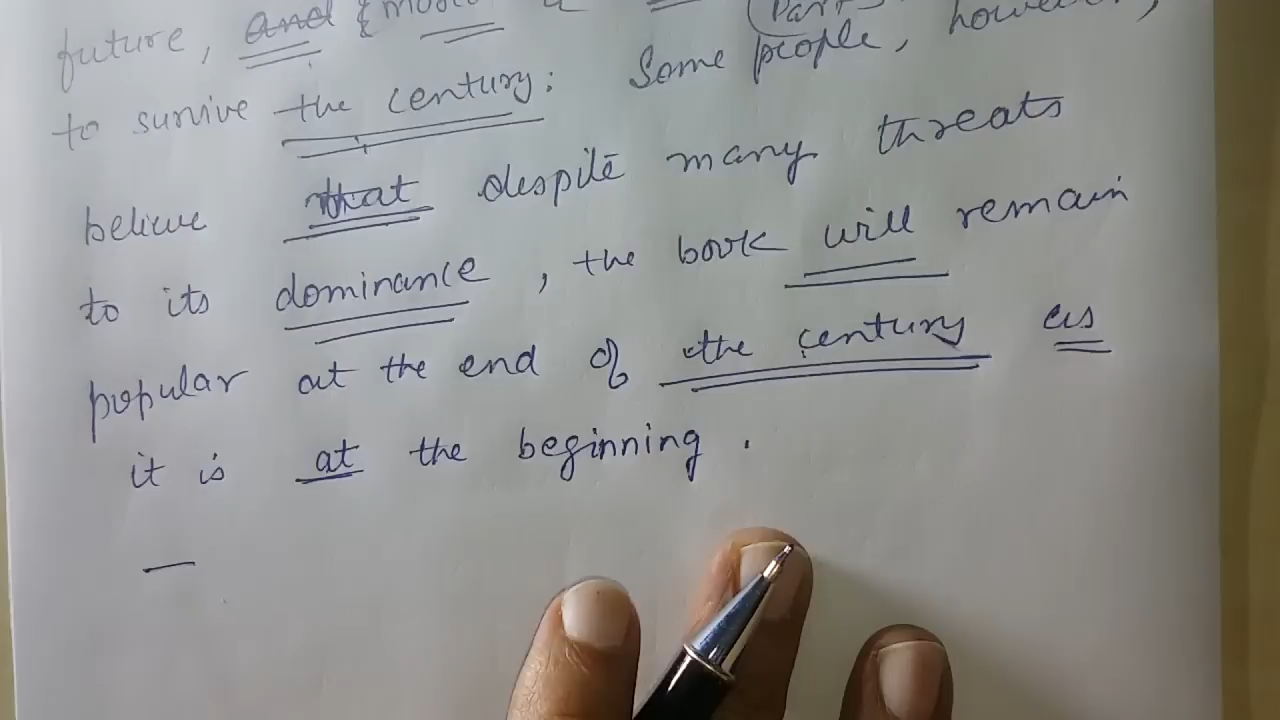 future, and
(Part
to survive the century: Some people, however,
believe that despite many threats
to its dominance, the book will remain
popular at the end of the century as
it is at the beginning.